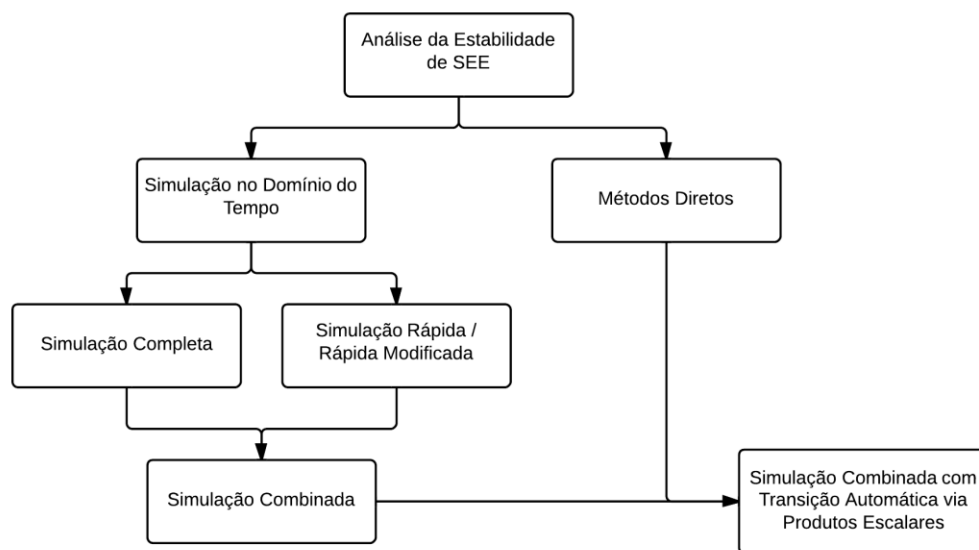 Análise da Estabilidade
de SEE
Simulação no Domínio do
Tempo
Métodos Diretos
Simulação Completa
Simulação Rápida /
Rápida Modificada
Simulação Combinada
Simulação Combinada com
Transição Automática via
Produtos Escalares